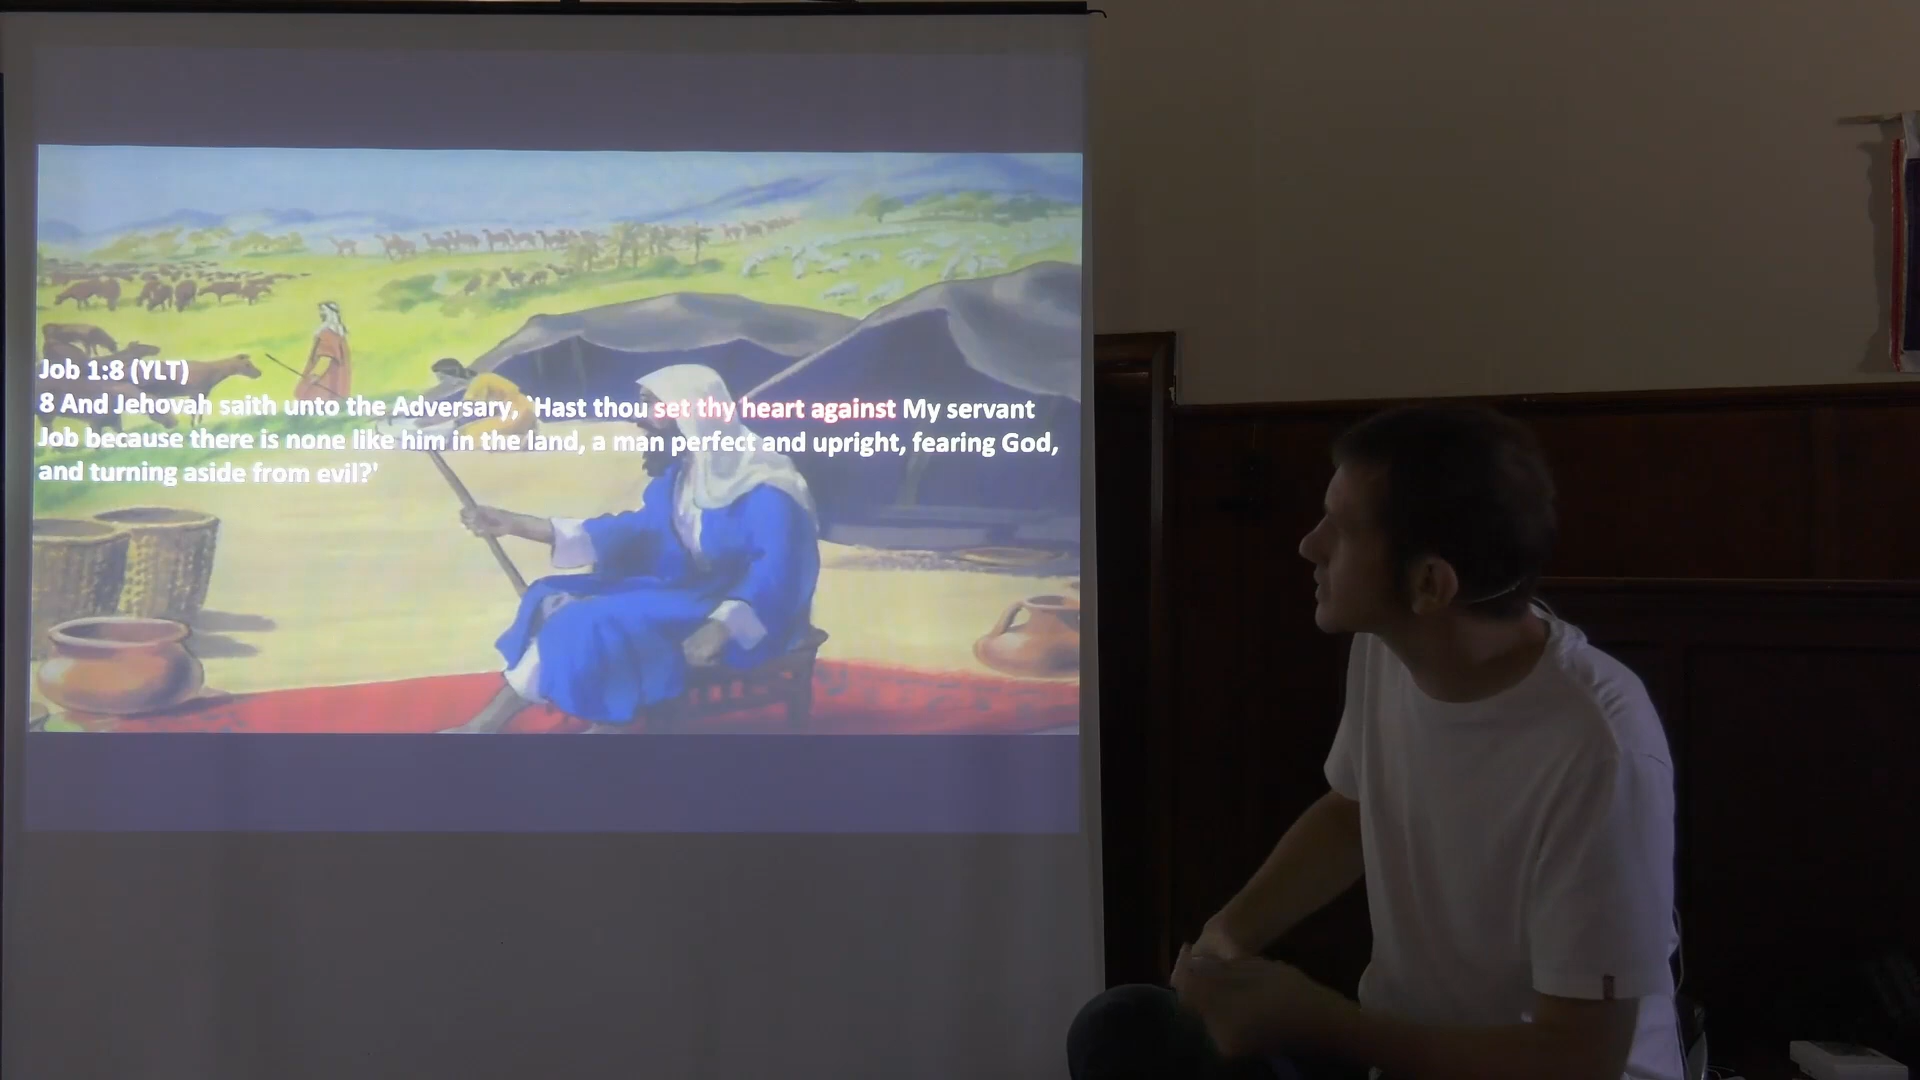 Job 1:8 (YLT)
8 And Jehovah saith unto the Adversary, `Hast thou set thy heart against My servant
Job because there is none like him in the land, a man perfect and upright, fearing God,
and turning aside from evil?'